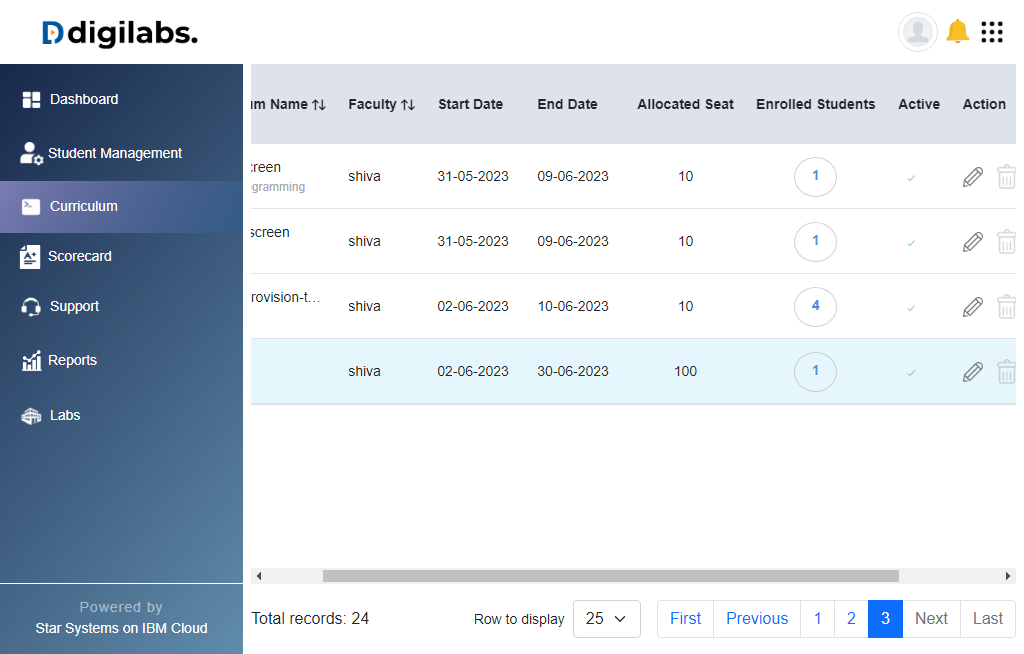 digilabs.
Dashboard
Student Management
Curriculum
Scorecard
Support
Reports
Labs
Powered by
Star Systems on IBM Cloud
um Name Faculty Start Date End Date Allocated Seat Enrolled Students Active Action
creen
gramming
shiva 31-05-2023 09-06-2023 10 1
screen
shiva 31-05-2023 09-06-2023 10 1
rovision-t...
shiva 02-06-2023 10-06-2023 10 4
shiva 02-06-2023 30-06-2023 100 1
Total records: 24 Row to display 25 First Previous 1 2 3 Next Last